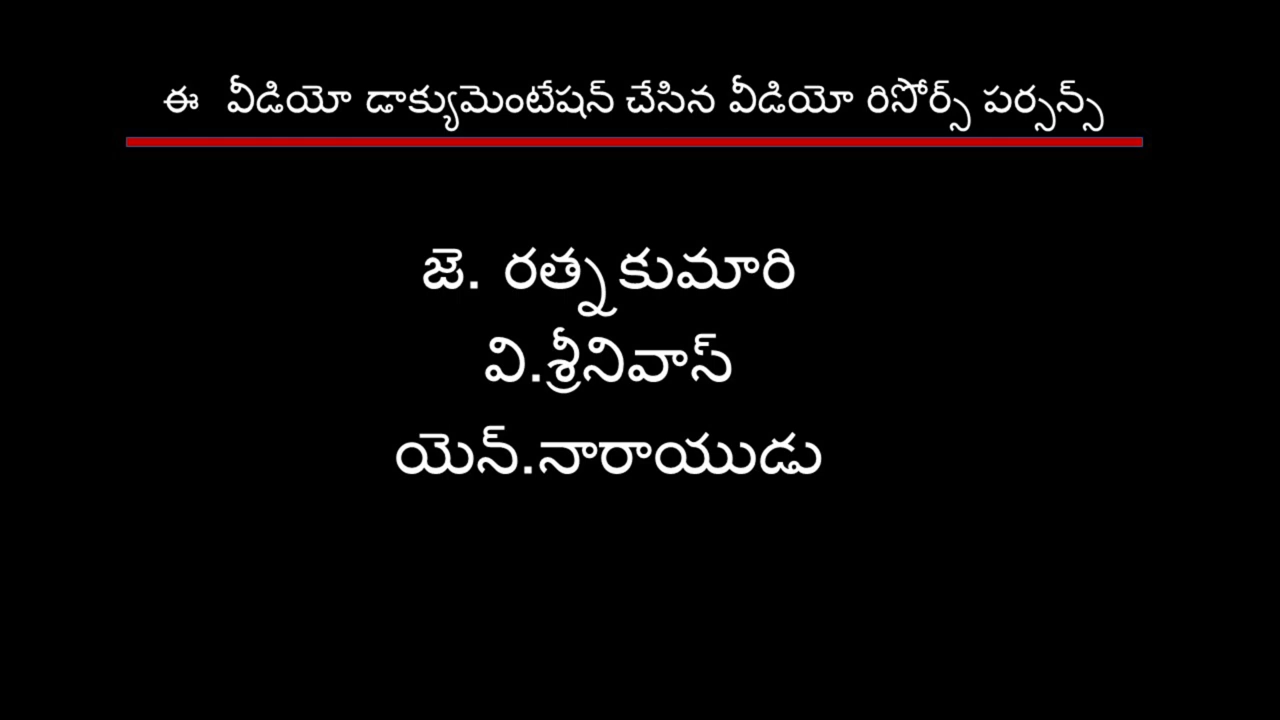 ఈ వీడియో డాక్యుమెంటేషన్ చేసిన వీడియో రిసోర్స్ పర్సన్స్
జె. రత్నకుమారి
వి.శ్రీనివాస్
యెన్.నారాయుడు